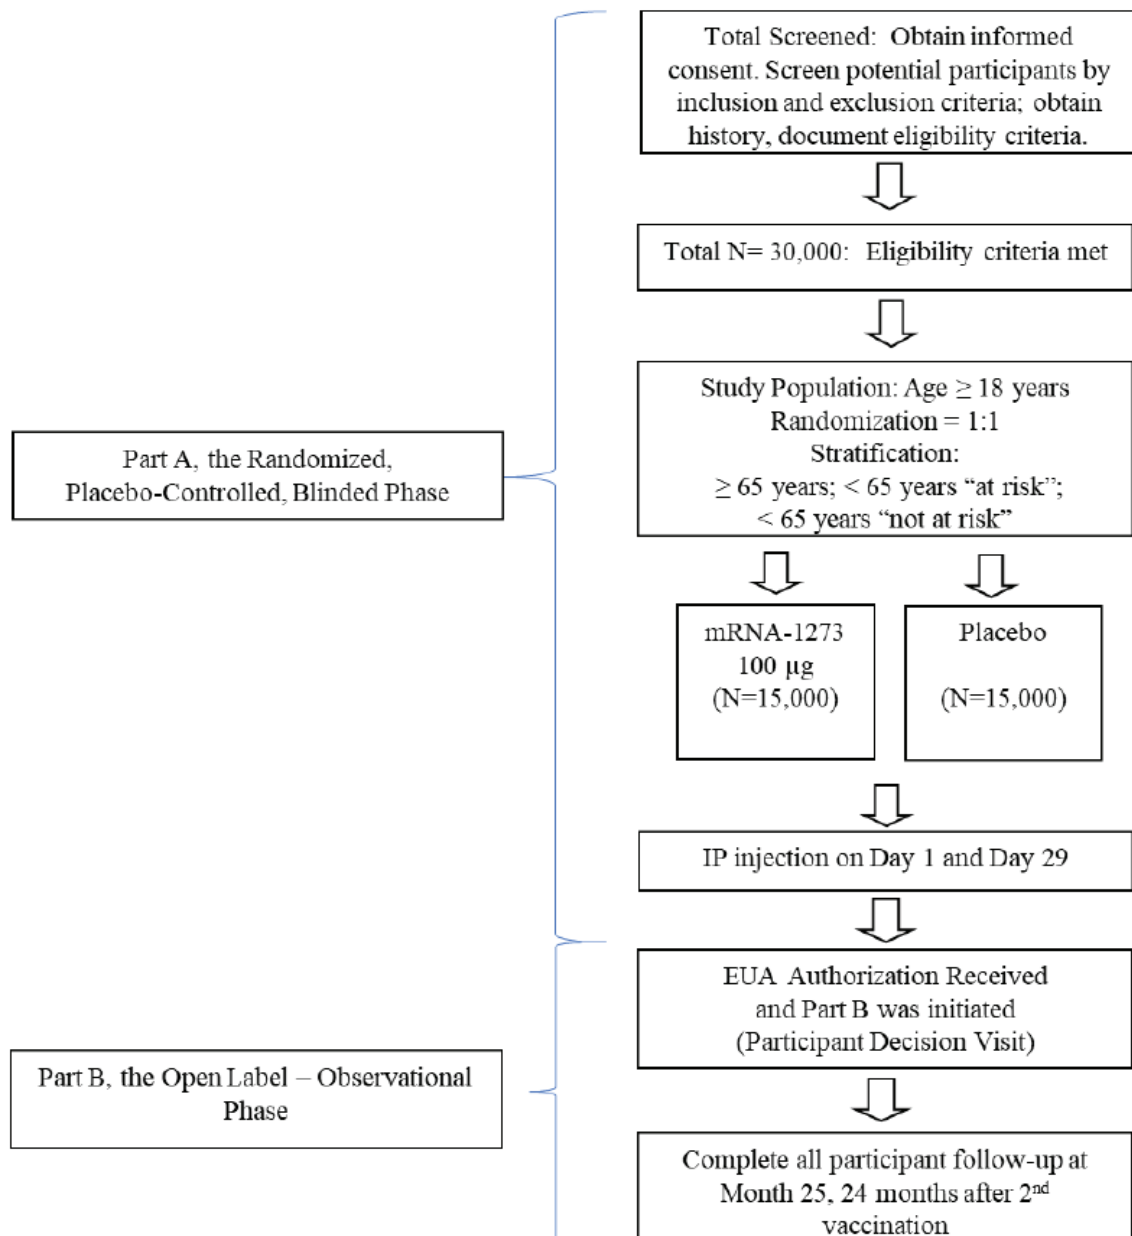 Total Screened: Obtain informed
consent. Screen potential participants by
inclusion and exclusion criteria; obtain
history, document eligibility criteria.
Total N= 30,000: Eligibility criteria met
Study Population: Age ≥ 18 years
Randomization = 1:1
Stratification:
≥ 65 years; < 65 years “at risk”;
< 65 years “not at risk”
Part A, the Randomized,
Placebo-Controlled, Blinded Phase
mRNA-1273
100 µg
(N=15,000)
Placebo
(N=15,000)
IP injection on Day 1 and Day 29
EUA Authorization Received
and Part B was initiated
(Participant Decision Visit)
Part B, the Open Label – Observational
Phase
Complete all participant follow-up at
Month 25, 24 months after 2nd
vaccination